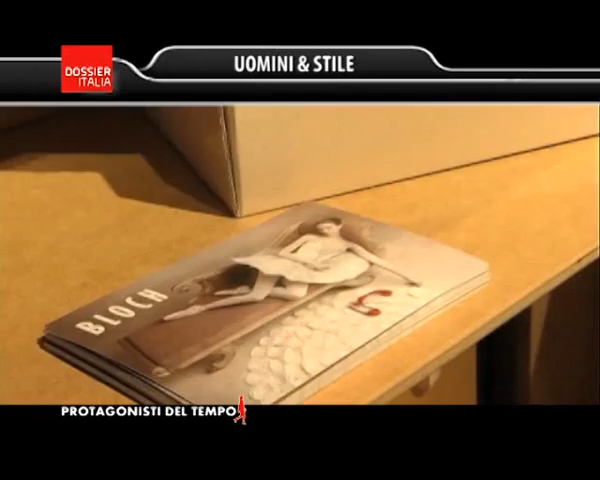 UOMINI & STILE
DOSSIER
ITALIA
BLOCH
PROTAGONISTI DEL TEMPO